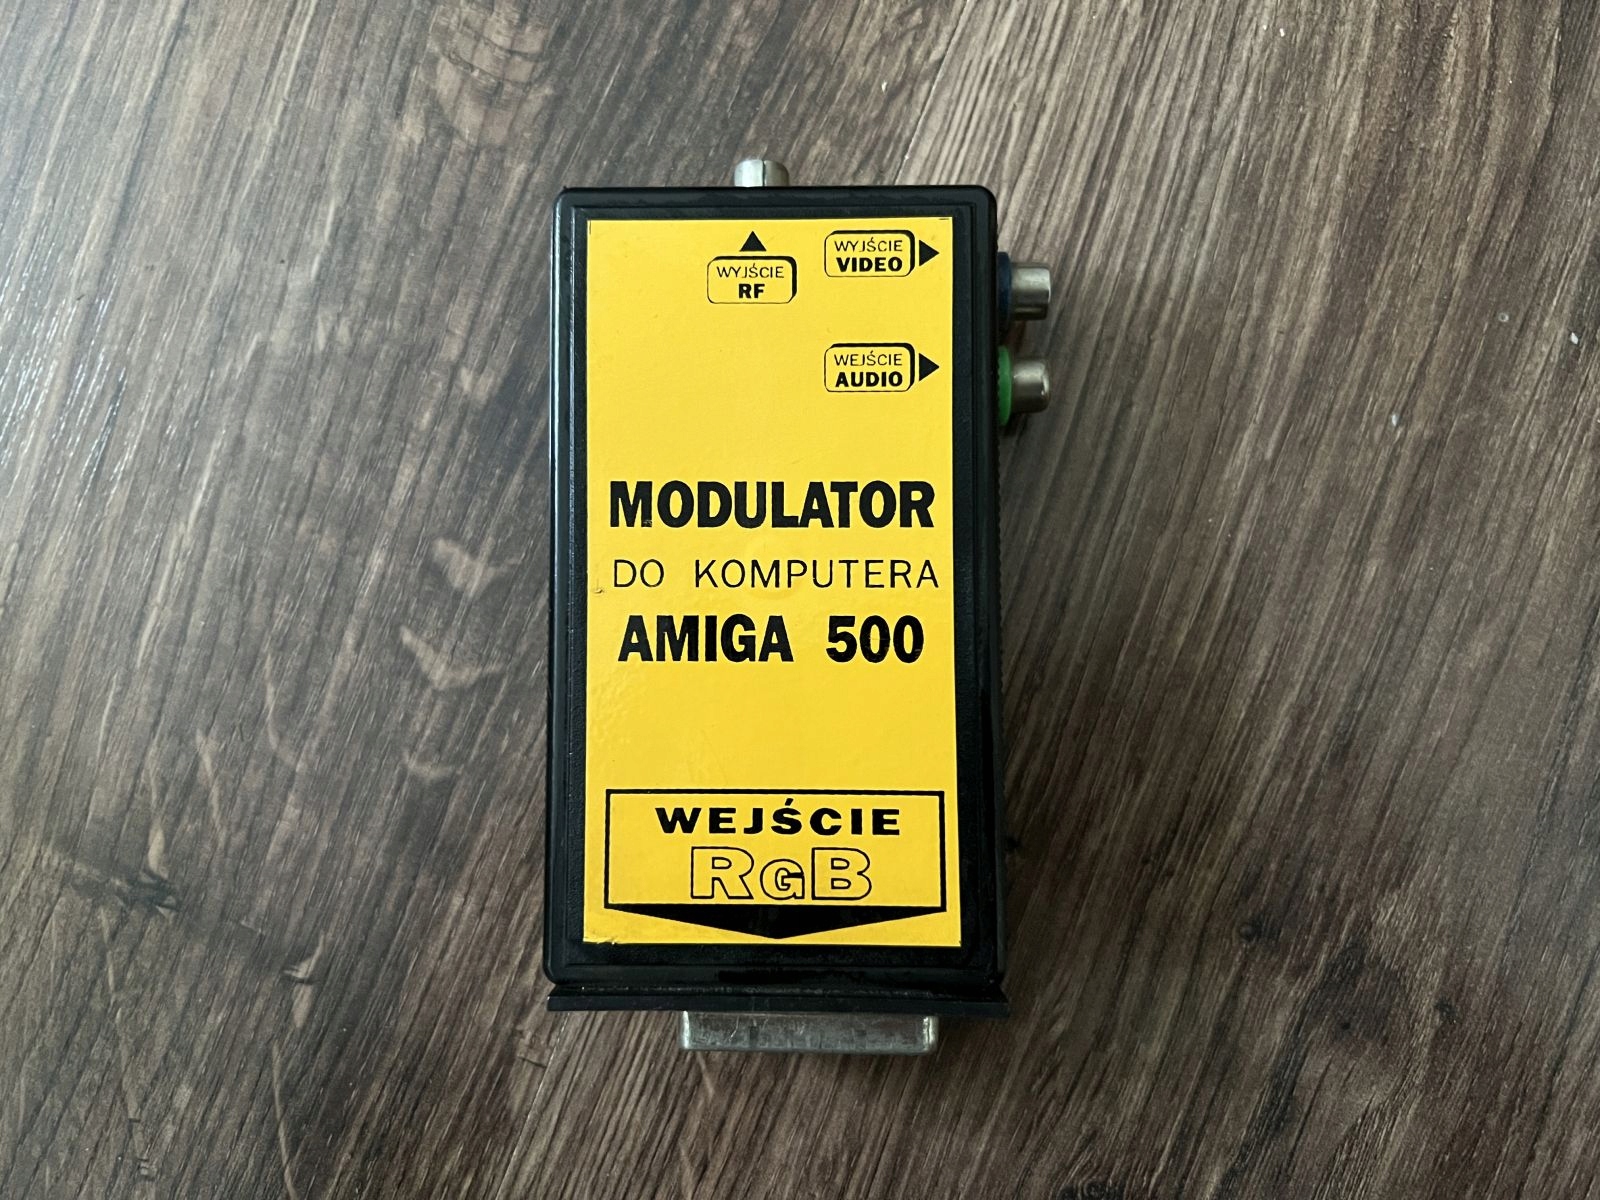 WYJŚCIE
RF
WYJŚCIE
VIDEO
WEJŚCIE
AUDIO
MODULATOR
DO KOMPUTERA
AMIGA 500
WEJŚCIE
RGB